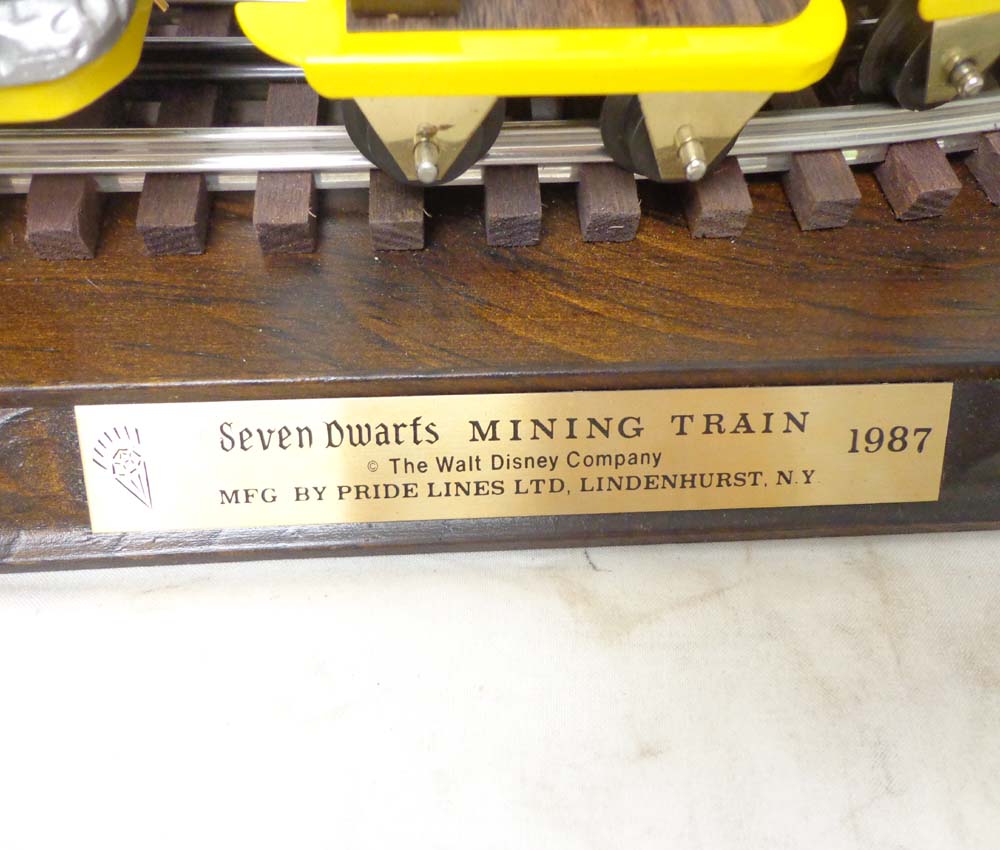 Seven Dwarfs MINING TRAIN 1987
© The Walt Disney Company
MFG BY PRIDE LINES LTD, LINDENHURST, N.Y.